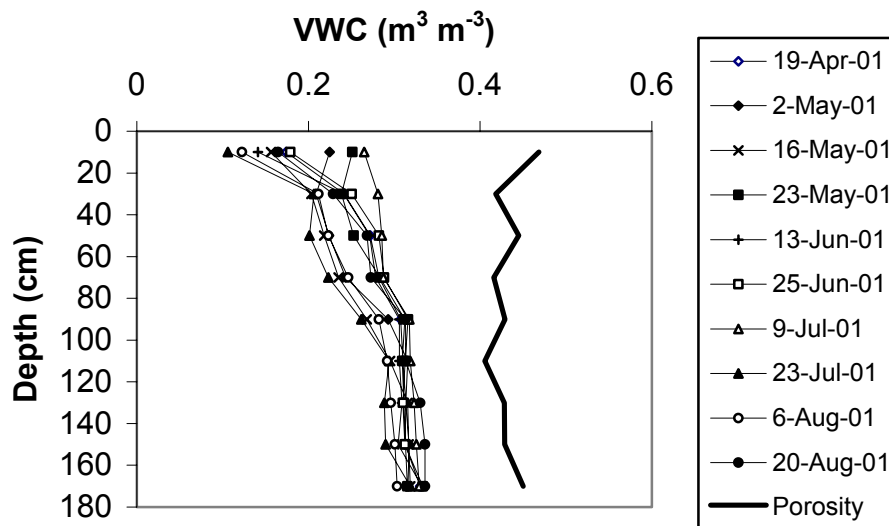 VWC (m³ m⁻³)
0 0.2 0.4 0.6
Depth (cm)
0
20
40
60
80
100
120
140
160
180
19-Apr-01
2-May-01
16-May-01
23-May-01
13-Jun-01
25-Jun-01
9-Jul-01
23-Jul-01
6-Aug-01
20-Aug-01
Porosity